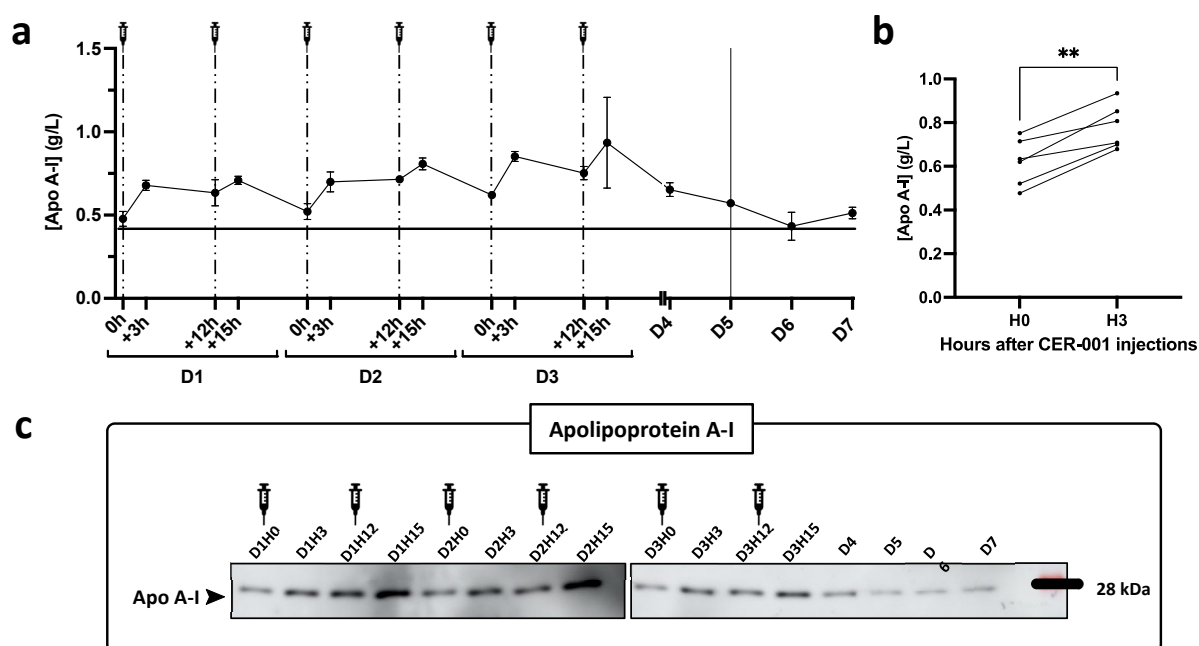 a
[Apo A-I] (g/L)
1.5
1.0
0.5
0.0
0h +3h +12h +15h 0h +3h +12h +15h 0h +3h +12h +15h D4 D5 D6 D7
D1 D2 D3
b
**
[Apo A-I] (g/L)
1.0
0.8
0.6
0.4
0.2
0.0
H0 H3
Hours after CER-001 injections
c
Apolipoprotein A-I
D1H0 D1H3 D1H12 D1H15 D2H0 D2H3 D2H12 D2H15 D3H0 D3H3 D3H12 D3H15 D4 D5 D6 D7
Apo A-I
28 kDa